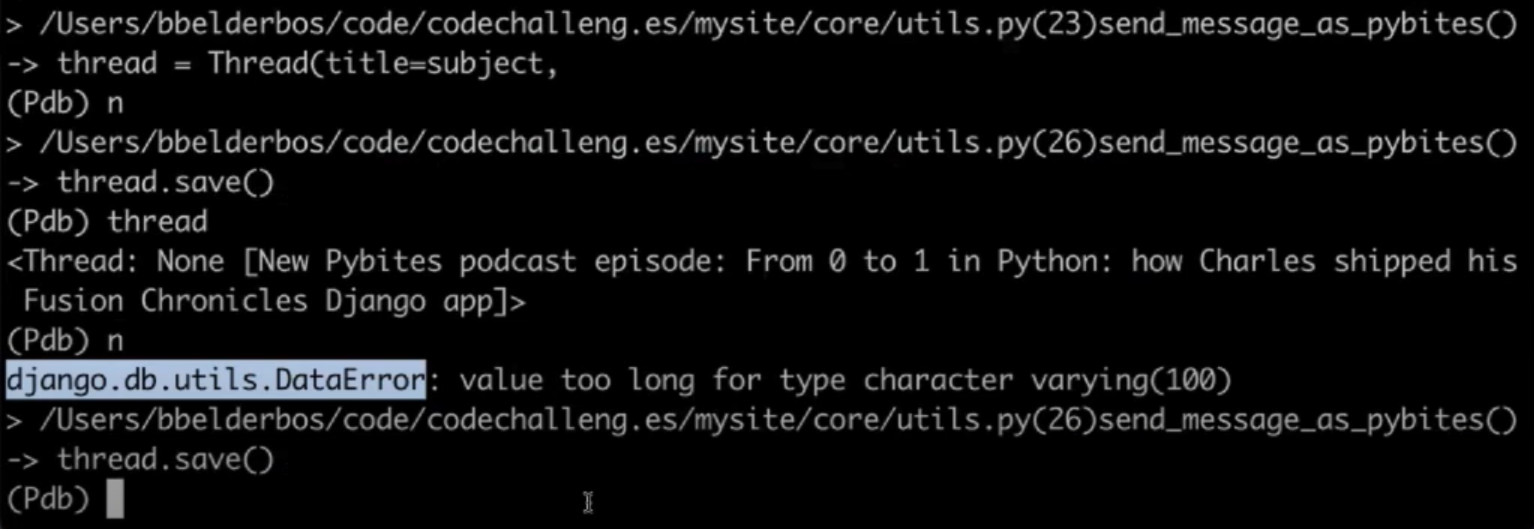 > /Users/bbelderbos/code/codechalleng.es/mysite/core/utils.py(23)send_message_as_pybites()
-> thread = Thread(title=subject,
(Pdb) n
> /Users/bbelderbos/code/codechalleng.es/mysite/core/utils.py(26)send_message_as_pybites()
-> thread.save()
(Pdb) thread
<Thread: None [New Pybites podcast episode: From 0 to 1 in Python: how Charles shipped his
 Fusion Chronicles Django app]>
(Pdb) n
django.db.utils.DataError: value too long for type character varying(100)
> /Users/bbelderbos/code/codechalleng.es/mysite/core/utils.py(26)send_message_as_pybites()
-> thread.save()
(Pdb)